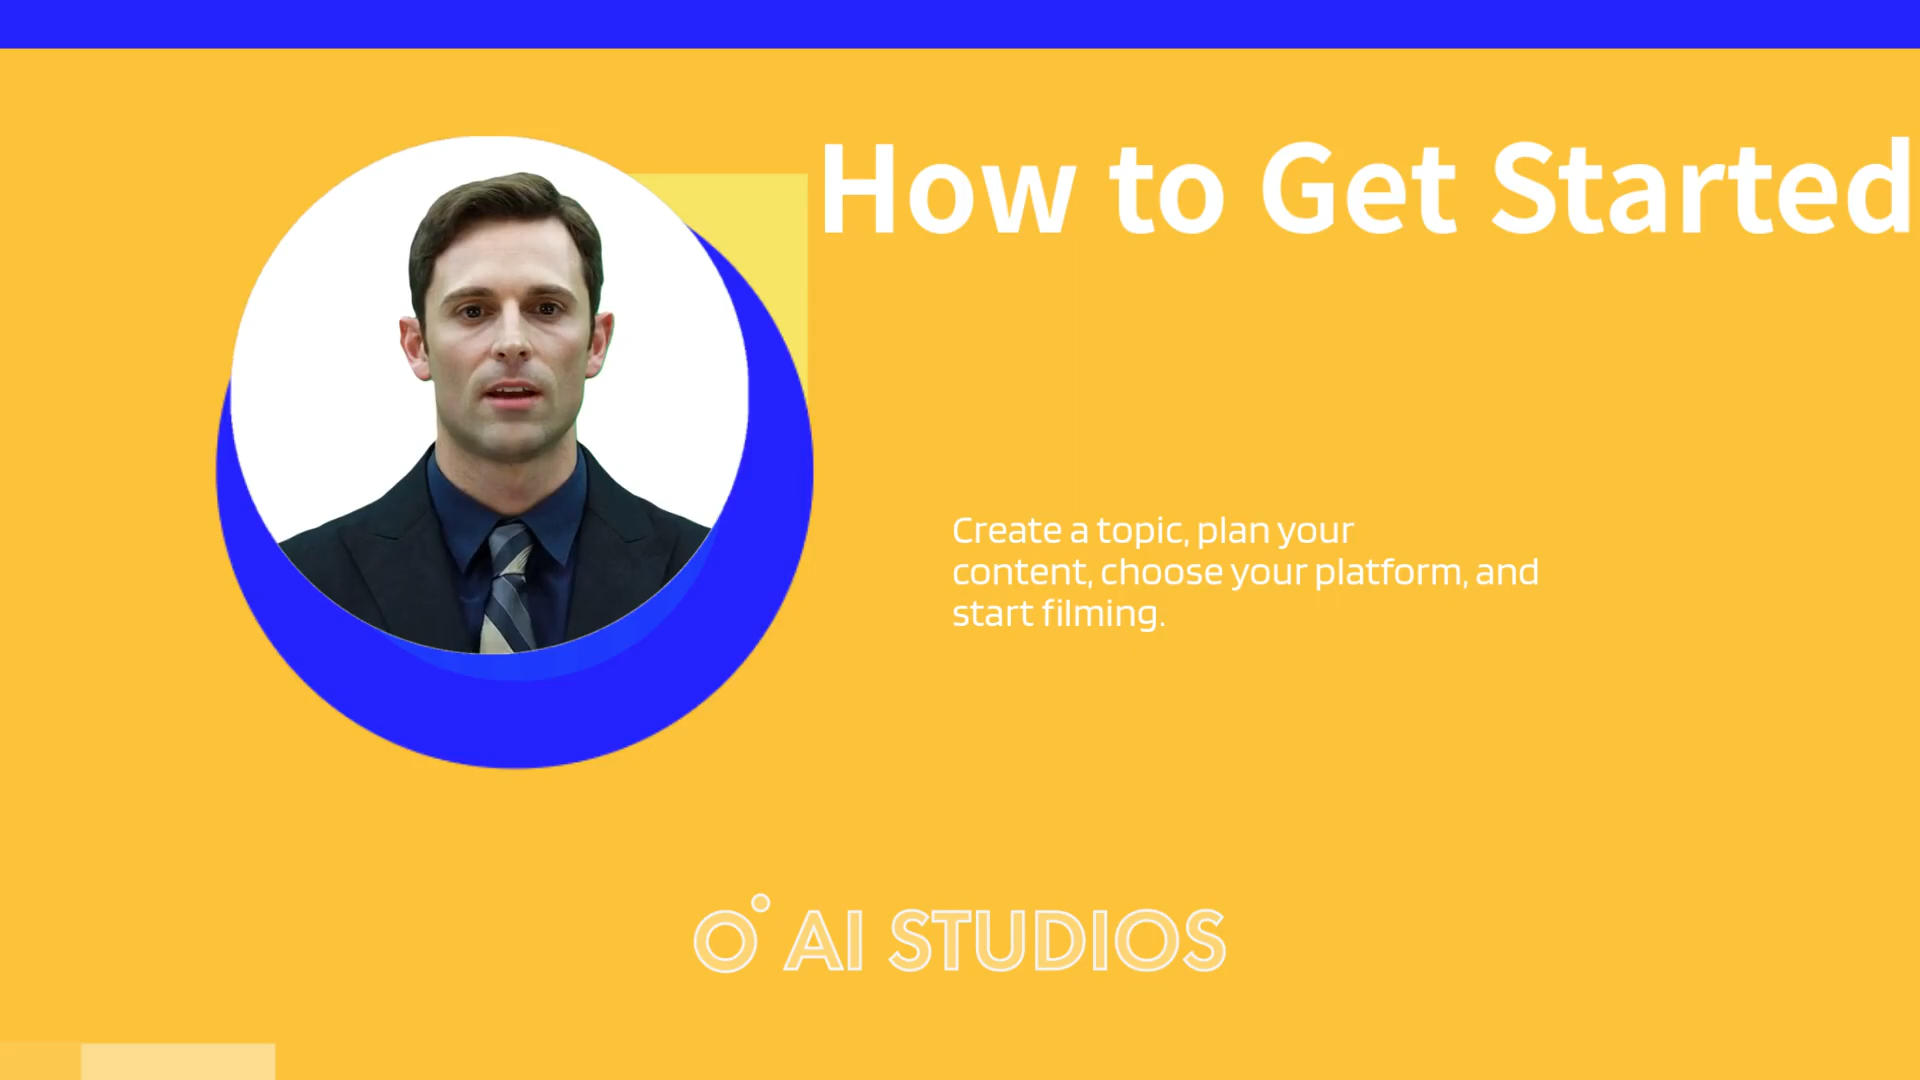 How to Get Started
Create a topic, plan your
content, choose your platform, and
start filming.
AI STUDIOS